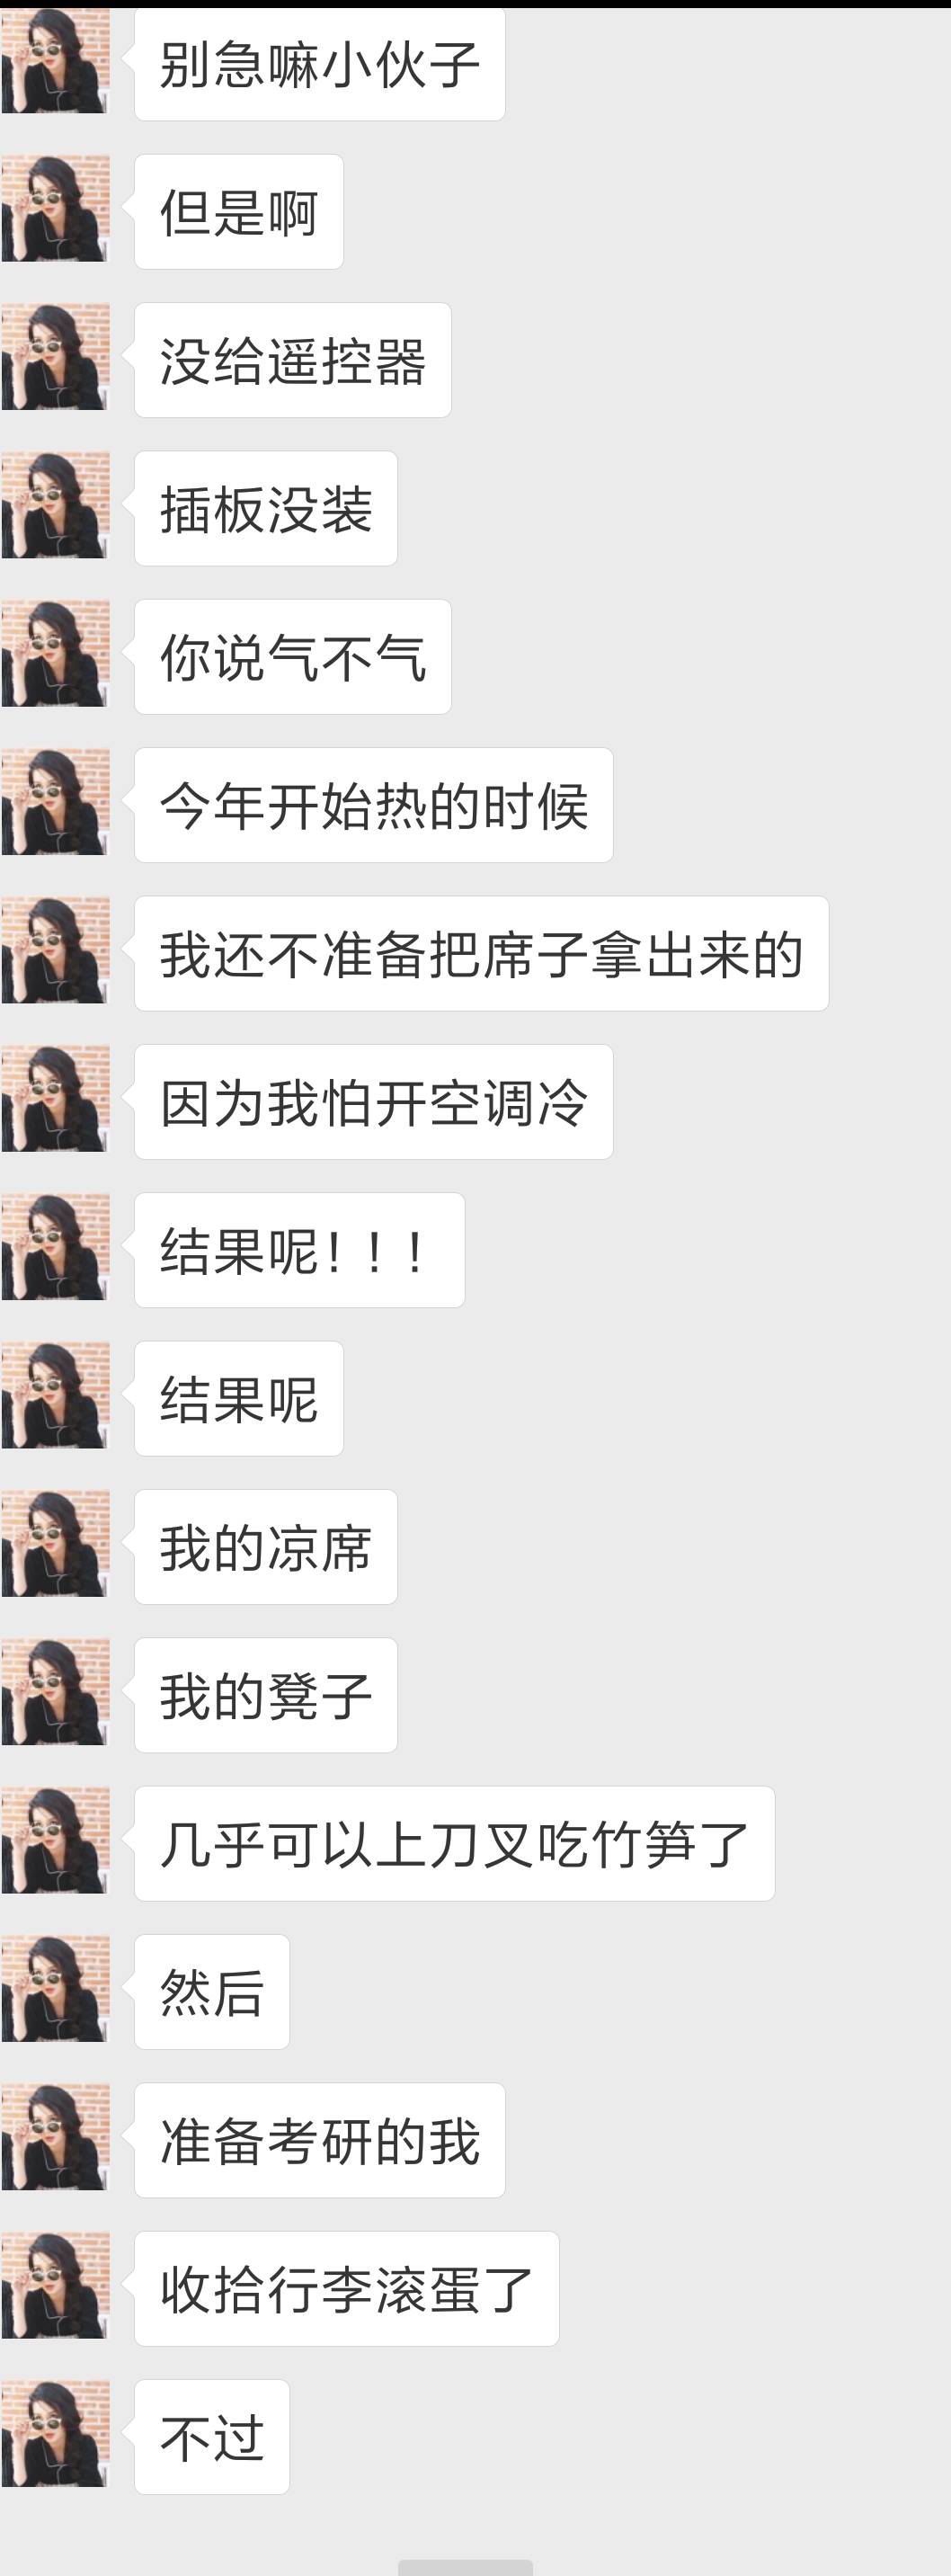 别急嘛小伙子
但是啊
没给遥控器
插板没装
你说气不气
今年开始热的时候
我还不准备把席子拿出来的
因为我怕开空调冷
结果呢！！！
结果呢
我的凉席
我的凳子
几乎可以上刀叉吃竹笋了
然后
准备考研的我
收拾行李滚蛋了
不过